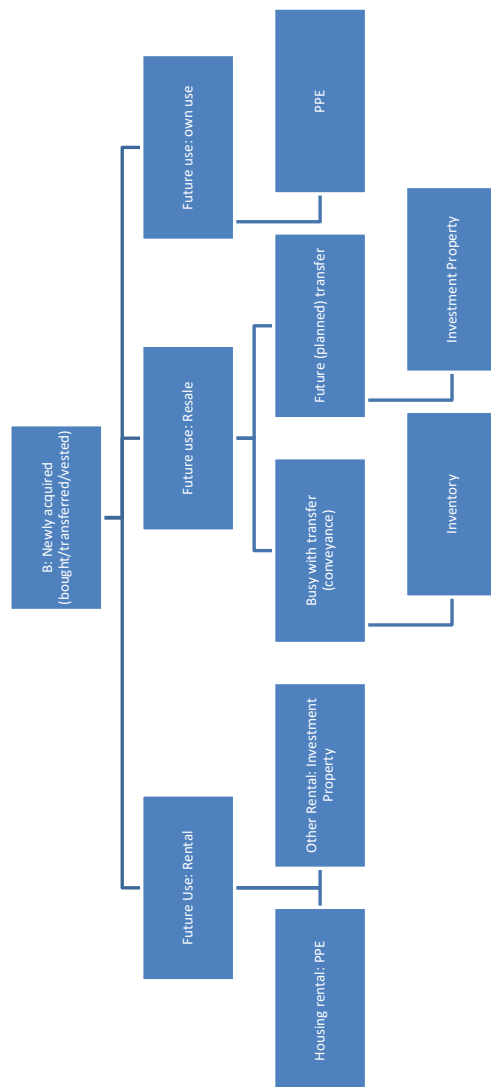 B: Newly acquired
(bought/transferred/vested)
Future Use: Rental
Future use: Resale
Future use: own use
Housing rental: PPE
Other Rental: Investment
Property
Busy with transfer
(conveyance)
Future (planned) transfer
PPE
Inventory
Investment Property